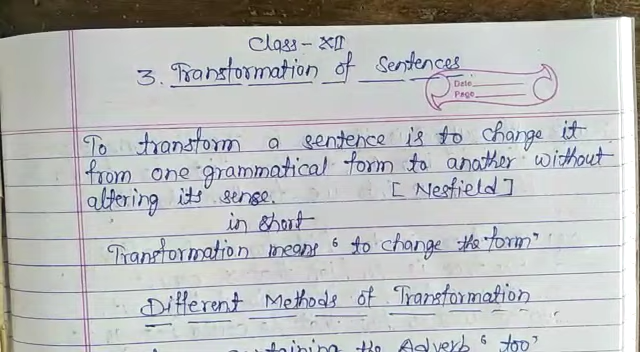 Class - XII
3. Transformation of Sentences
Date
Page
To transform a sentence is to change it
from one grammatical form to another without
altering its sense. [Nesfield]
in short
Transformation means ‘to change the form’
Different Methods of Transformation
the Adverb ‘too’